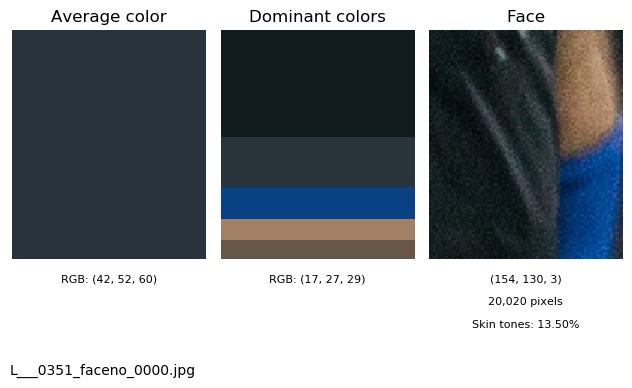 Average color
Dominant colors
Face
RGB: (42, 52, 60)
RGB: (17, 27, 29)
(154, 130, 3)
20,020 pixels
Skin tones: 13.50%
L___0351_faceno_0000.jpg